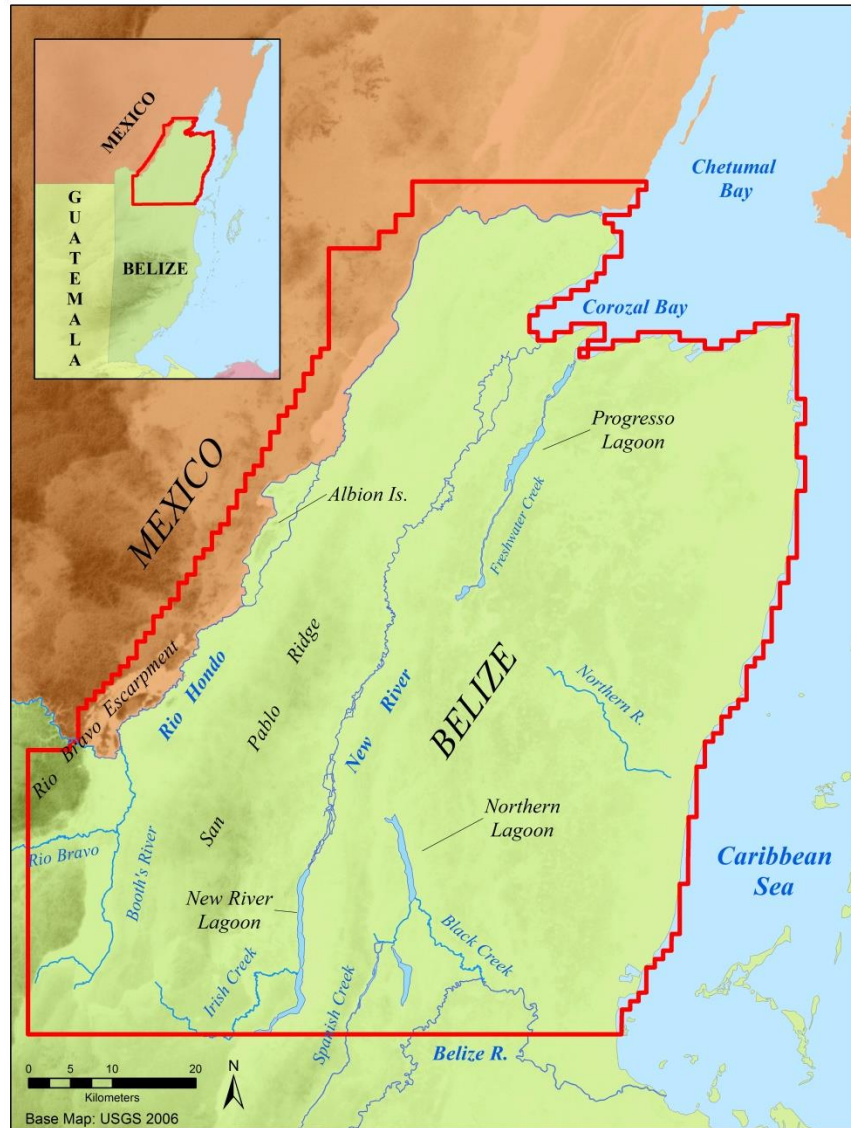 MEXICO
GUATEMALA
BELIZE
Chetumal
Bay
Corozal Bay
Progresso
Lagoon
Albion Is.
MEXICO
Freshwater Creek
Rio Hondo
San Pablo Ridge
Rio Bravo Escarpment
New River
BELIZE
Northern R.
Northern
Lagoon
Rio Bravo
Booth's River
New River
Lagoon
Caribbean
Sea
Black Creek
Irish Creek
Spanish Creek
Belize R.
0 5 10 20
Kilometers
N
Base Map: USGS 2006